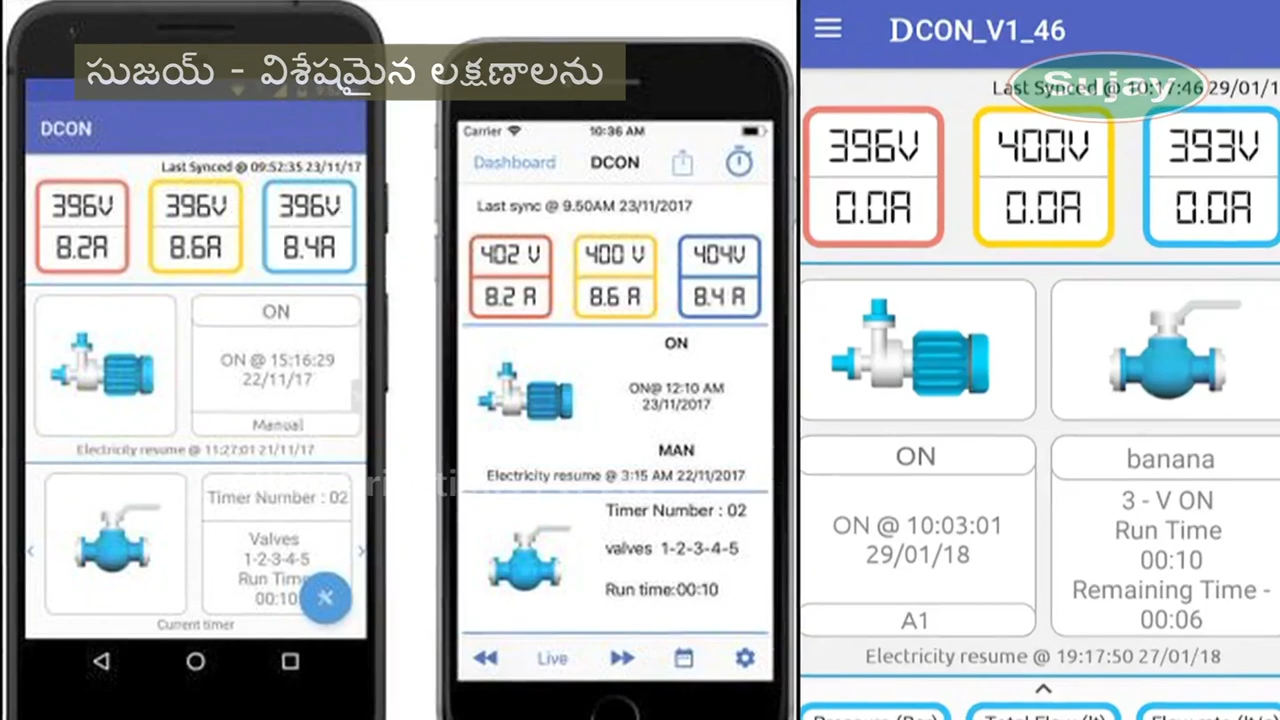 సుజయ్ - విశేషమైన లక్షణాలను
DCON
Last Synced @ 09:52:35 23/11/17
396V 396V 396V
8.2A 8.6A 8.4A
ON
ON @ 15:16:29
22/11/17
Manual
Electricity resume @ 11:27:01 21/11/17
Timer Number : 02
Valves
1-2-3-4-5
Run Time
00:10
Current timer
Carrier 10:36 AM
Dashboard DCON
Last sync @ 9.50AM 23/11/2017
402 V 400 V 404V
8.2 A 8.6 A 8.4 A
ON
ON@ 12:10 AM
23/11/2017
MAN
Electricity resume @ 3:15 AM 22/11/2017
Timer Number : 02
valves 1-2-3-4-5
Run time:00:10
Live
DCON_V1_46
Sujay
Last Synced @ 10:17:46 29/01/1
396V 400V 393V
0.0A 0.0A 0.0A
ON
ON @ 10:03:01
29/01/18
A1
banana
3 - V ON
Run Time
00:10
Remaining Time -
00:06
Electricity resume @ 19:17:50 27/01/18
Pressure (Bar) Total Flow (lt)